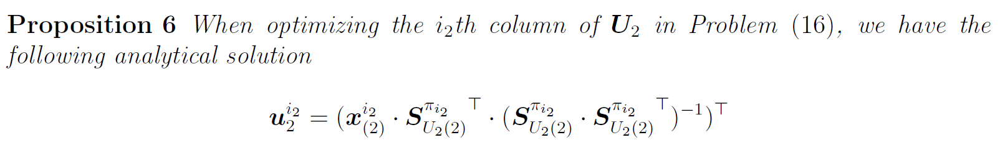 Proposition 6 When optimizing the $i_2$th column of $\boldsymbol{U}_2$ in Problem (16), we have the
following analytical solution
$\boldsymbol{u}_2^{i_2} = (\boldsymbol{x}_{(2)}^{i_2} \cdot {\boldsymbol{S}_{U_2(2)}^{\pi_{i_2}}}^\top \cdot (\boldsymbol{S}_{U_2(2)}^{\pi_{i_2}} \cdot {\boldsymbol{S}_{U_2(2)}^{\pi_{i_2}}}^\top)^{-1})^\top$